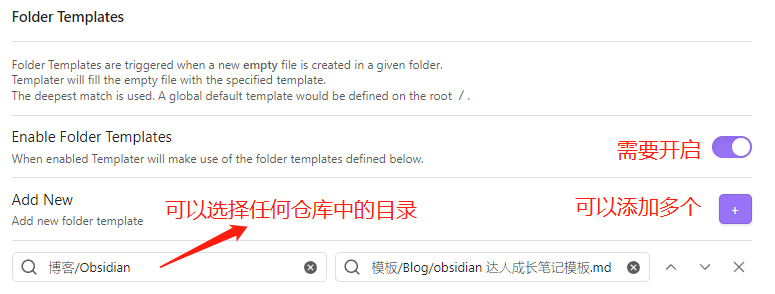 Folder Templates
Folder Templates are triggered when a new empty file is created in a given folder.
Templater will fill the empty file with the specified template.
The deepest match is used. A global default template would be defined on the root / .
Enable Folder Templates
When enabled Templater will make use of the folder templates defined below.
需要开启
Add New
Add new folder template
可以选择任何仓库中的目录
可以添加多个
+
博客/Obsidian
模板/Blog/obsidian 达人成长笔记模板.md